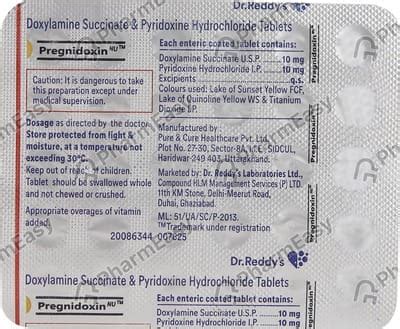 Dr.Reddy's
Doxylamine Succinate & Pyridoxine Hydrochloride Tablets
Pregnidoxin NU™
Caution: It is dangerous to take
this preparation except under
medical supervision.
Dosage as directed by the doctor.
Store protected from light &
moisture, at a temperature not
exceeding 30°C.
Keep out of reach of children.
Tablet should be swallowed whole
and not chewed or crushed.
Appropriate overages of vitamin
added.
20086344 007625
Each enteric coated tablet contains:
Doxylamine Succinate U.S.P. ........ 10 mg
Pyridoxine Hydrochloride I.P. ........ 10 mg
Excipients ........ q.s.
Colours used: Lake of Sunset Yellow FCF,
Lake of Quinoline Yellow WS & Titanium
Dioxide I.P.
Manufactured by :
Pure & Cure Healthcare Pvt. Ltd.
Plot No. 27-30, Sector-8A, I.I.E., SIDCUL,
Haridwar-249 403, Uttarakhand.
Marketed by: Dr. Reddy's Laboratories Ltd.,
Compound HLM Management Services (P) LTD.
11th KM Stone, Delhi-Meerut Road,
Duhai, Ghaziabad.
ML: 51/UA/SC/P-2013.
™Trademark under registration
Dr.Reddy's
Doxylamine Succinate & Pyridoxine Hydrochloride Tablets
Pregnidoxin NU™
Each enteric coated tablet contains:
Doxylamine Succinate U.S.P. ........ 10 mg
Pyridoxine Hydrochloride I.P. ........ 10 mg
PharmEasy